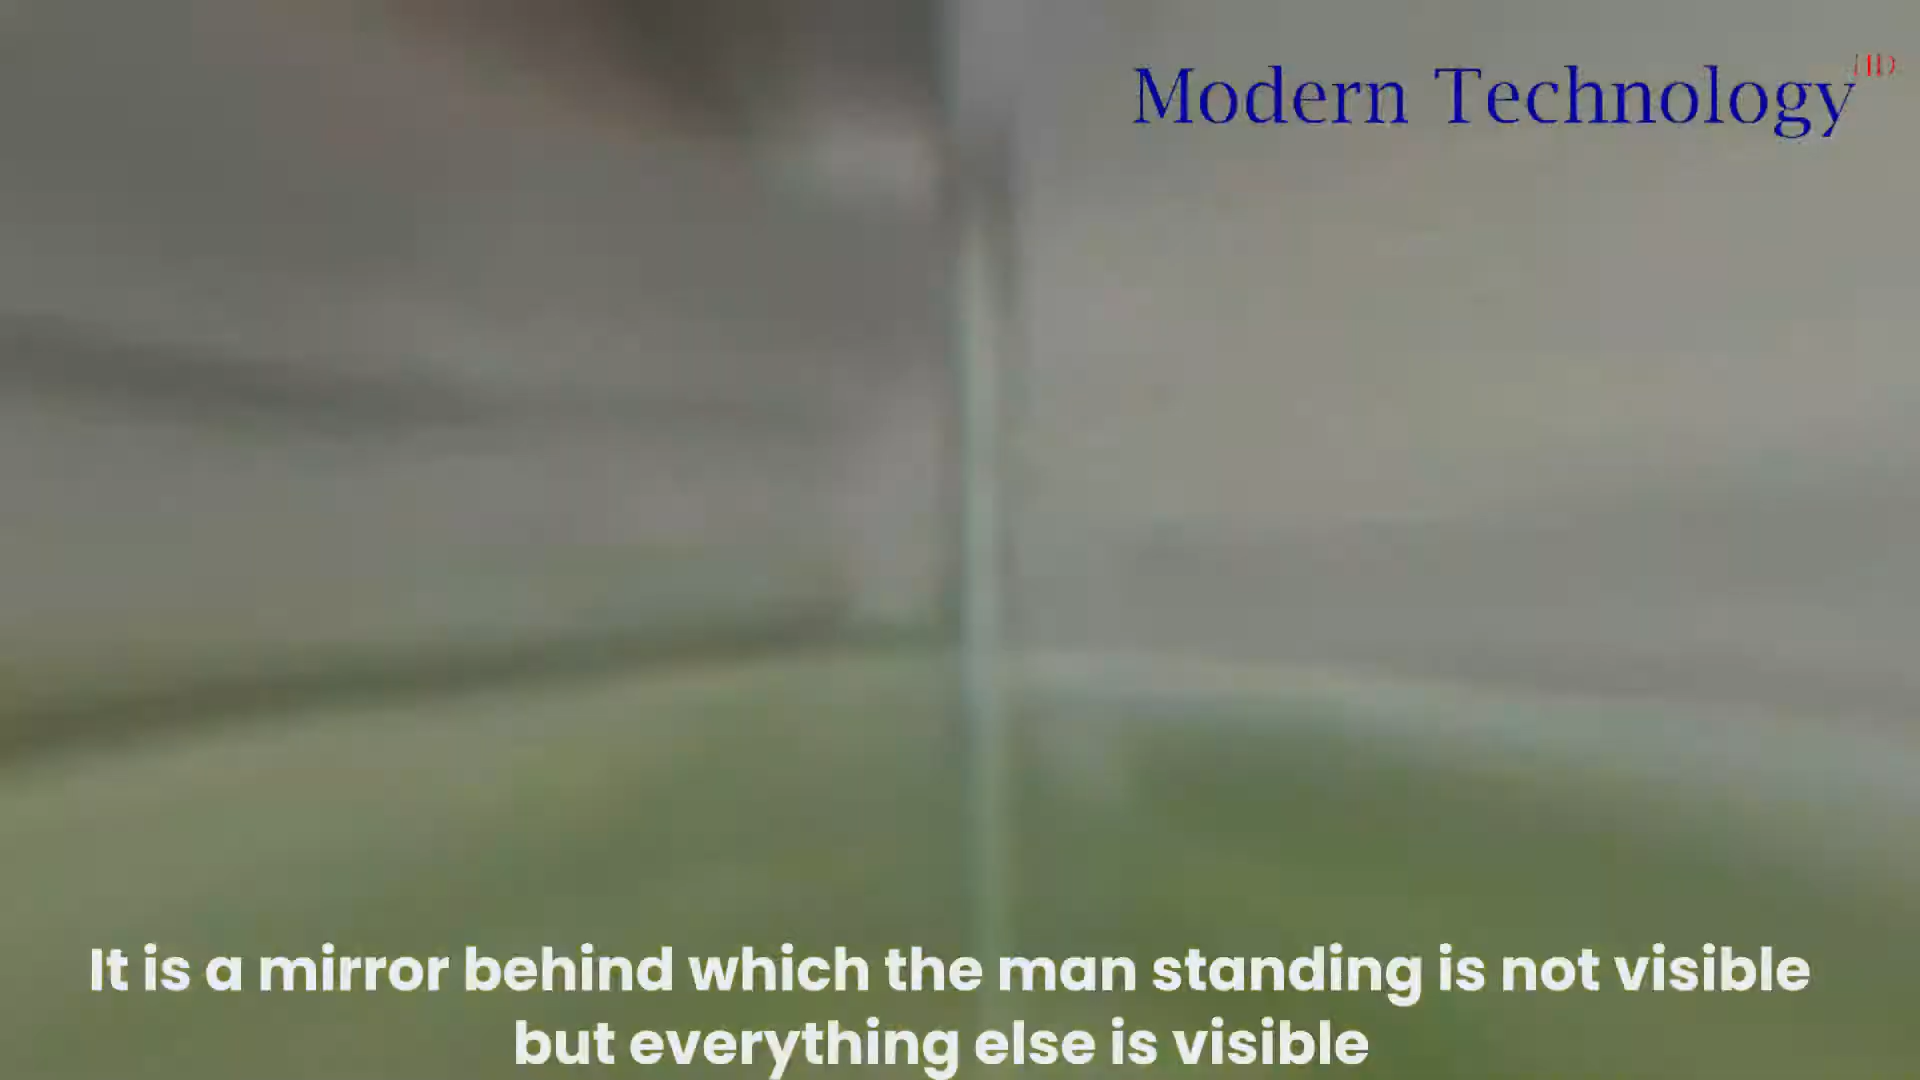 Modern Technology
It is a mirror behind which the man standing is not visible
but everything else is visible